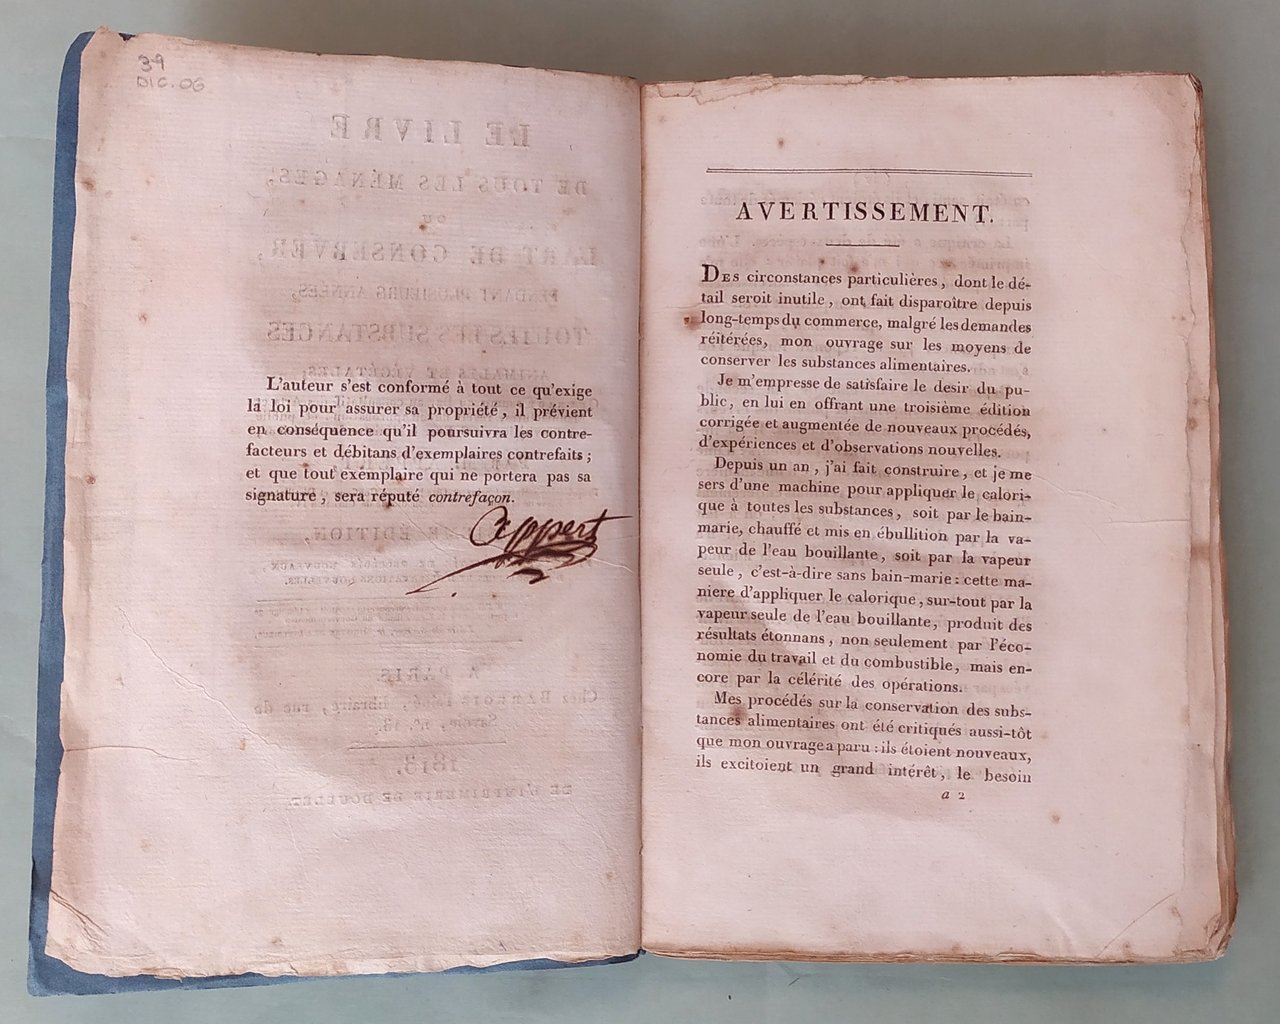 39
DIC.06
L'auteur s'est conformé à tout ce qu'exige
la loi pour assurer sa propriété, il prévient
en conséquence qu'il poursuivra les contre-
facteurs et débitans d'exemplaires contrefaits;
et que tout exemplaire qui ne portera pas sa
signature, sera réputé contrefaçon.
Appert
AVERTISSEMENT.
DES circonstances particulières, dont le dé-
tail seroit inutile, ont fait disparoître depuis
long-temps du commerce, malgré les demandes
réitérées, mon ouvrage sur les moyens de
conserver les substances alimentaires.
Je m'empresse de satisfaire le desir du pu-
blic, en lui en offrant une troisième édition
corrigée et augmentée de nouveaux procédés,
d'expériences et d'observations nouvelles.
Depuis un an, j'ai fait construire, et je me
sers d'une machine pour appliquer le calori-
que à toutes les substances, soit par le bain-
marie, chauffé et mis en ébullition par la va-
peur de l'eau bouillante, soit par la vapeur
seule, c'est-à-dire sans bain-marie: cette ma-
niere d'appliquer le calorique, sur-tout par la
vapeur seule de l'eau bouillante, produit des
résultats étonnans, non seulement par l'éco-
nomie du travail et du combustible, mais en-
core par la célérité des opérations.
Mes procédés sur la conservation des subs-
tances alimentaires ont été critiqués aussi-tôt
que mon ouvrage a paru: ils étoient nouveaux,
ils excitoient un grand intérêt, le besoin
a 2